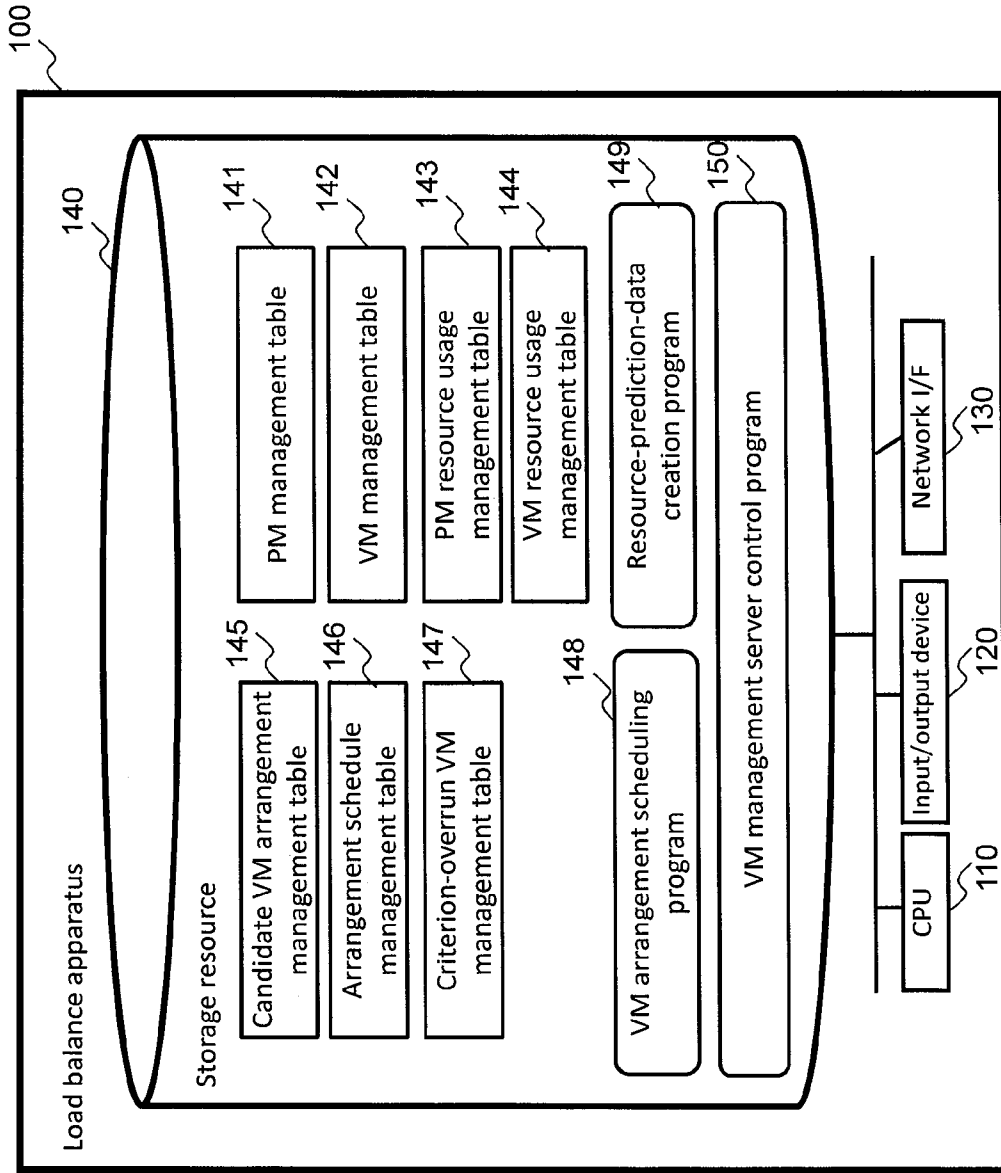 100
Load balance apparatus
140
Storage resource
145
Candidate VM arrangement
management table
146
Arrangement schedule
management table
147
Criterion-overrun VM
management table
141
PM management table
142
VM management table
143
PM resource usage
management table
144
VM resource usage
management table
148
VM arrangement scheduling
program
149
Resource-prediction-data
creation program
150
VM management server control program
CPU
110
Input/output device
120
Network I/F
130